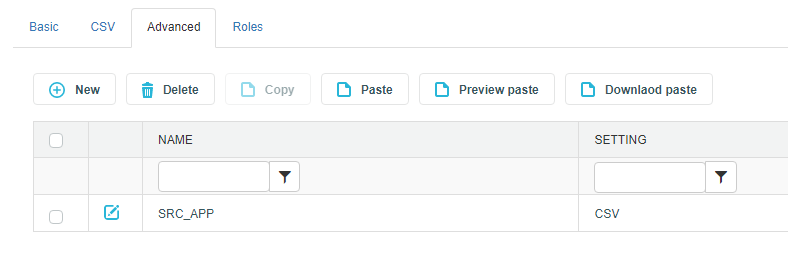 Basic CSV Advanced Roles
New Delete Copy Paste Preview paste Downlaod paste
NAME SETTING
SRC_APP CSV